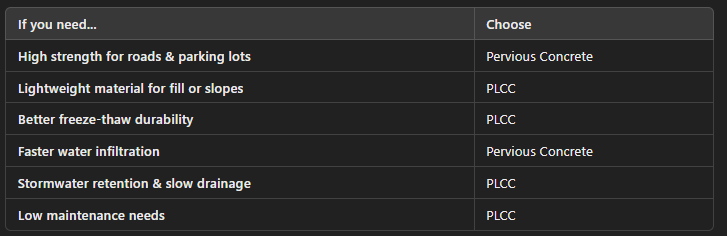 If you need... Choose
High strength for roads & parking lots Pervious Concrete
Lightweight material for fill or slopes PLCC
Better freeze-thaw durability PLCC
Faster water infiltration Pervious Concrete
Stormwater retention & slow drainage PLCC
Low maintenance needs PLCC